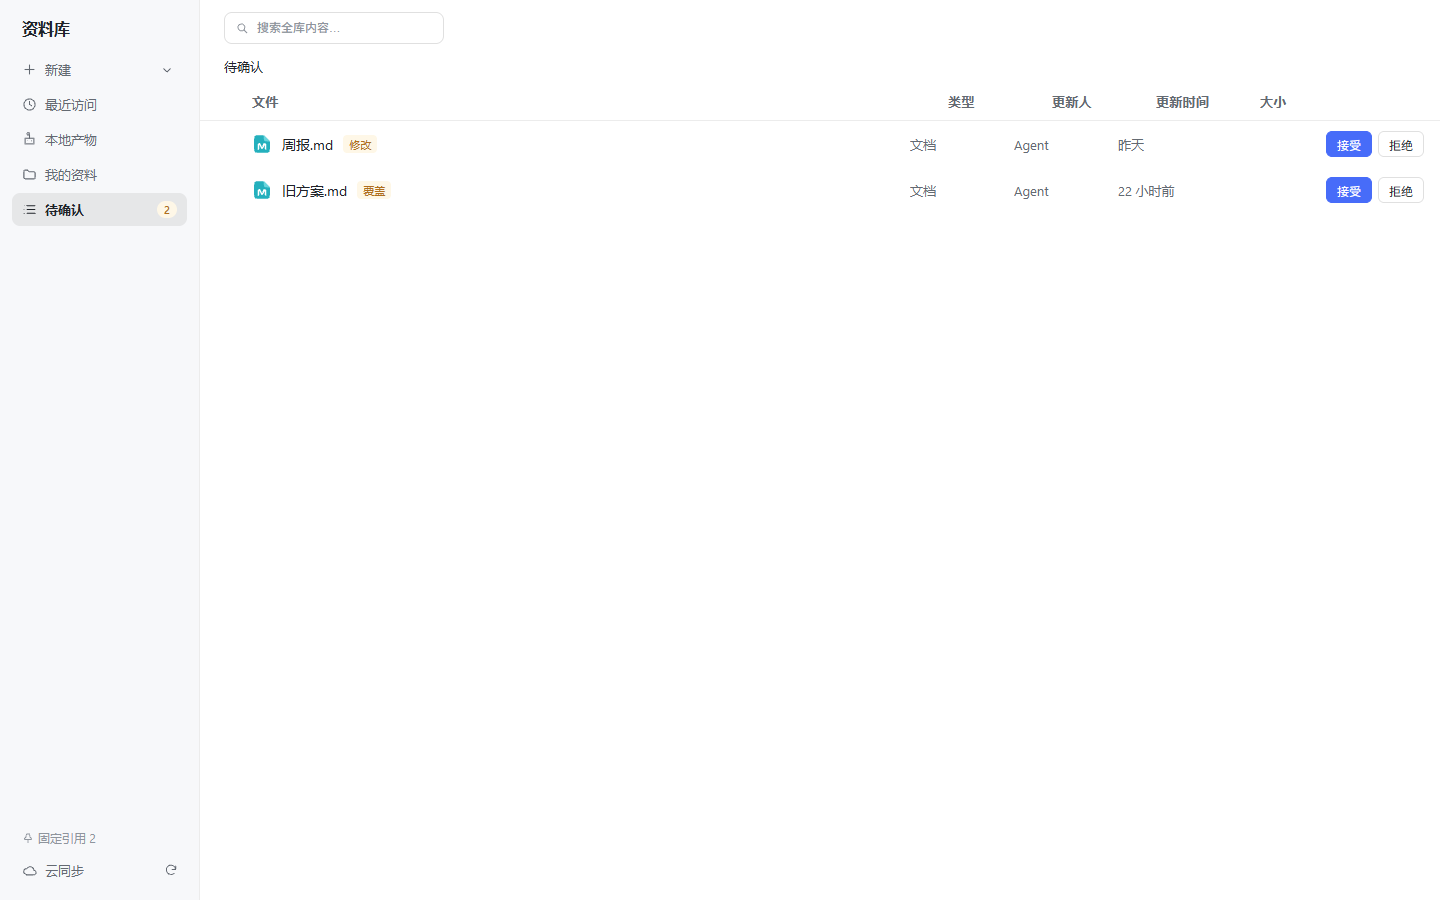 资料库
新建
最近访问
本地产物
我的资料
待确认 2
固定引用 2
云同步
搜索全库内容...
待确认
文件 类型 更新人 更新时间 大小
周报.md 修改 文档 Agent 昨天 接受 拒绝
旧方案.md 覆盖 文档 Agent 22 小时前 接受 拒绝